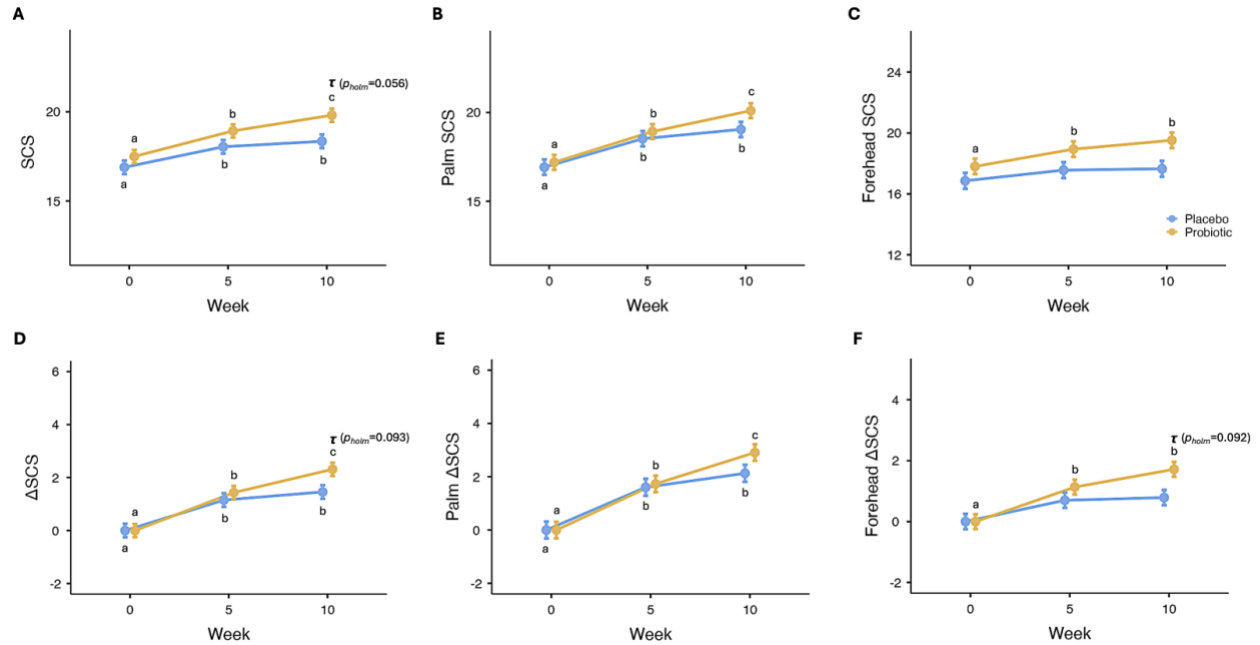 A
SCS
20
15
τ (pholm=0.056)
a
b
c
a
b
b
0
5
10
Week
B
Palm SCS
20
15
a
b
c
a
b
b
0
5
10
Week
C
Forehead SCS
24
20
16
12
a
b
b
Placebo
Probiotic
0
5
10
Week
D
ΔSCS
6
4
2
0
-2
τ (pholm=0.093)
a
b
c
a
b
b
0
5
10
Week
E
Palm ΔSCS
6
4
2
0
-2
a
b
c
a
b
b
0
5
10
Week
F
Forehead ΔSCS
4
2
0
-2
τ (pholm=0.092)
a
b
b
0
5
10
Week